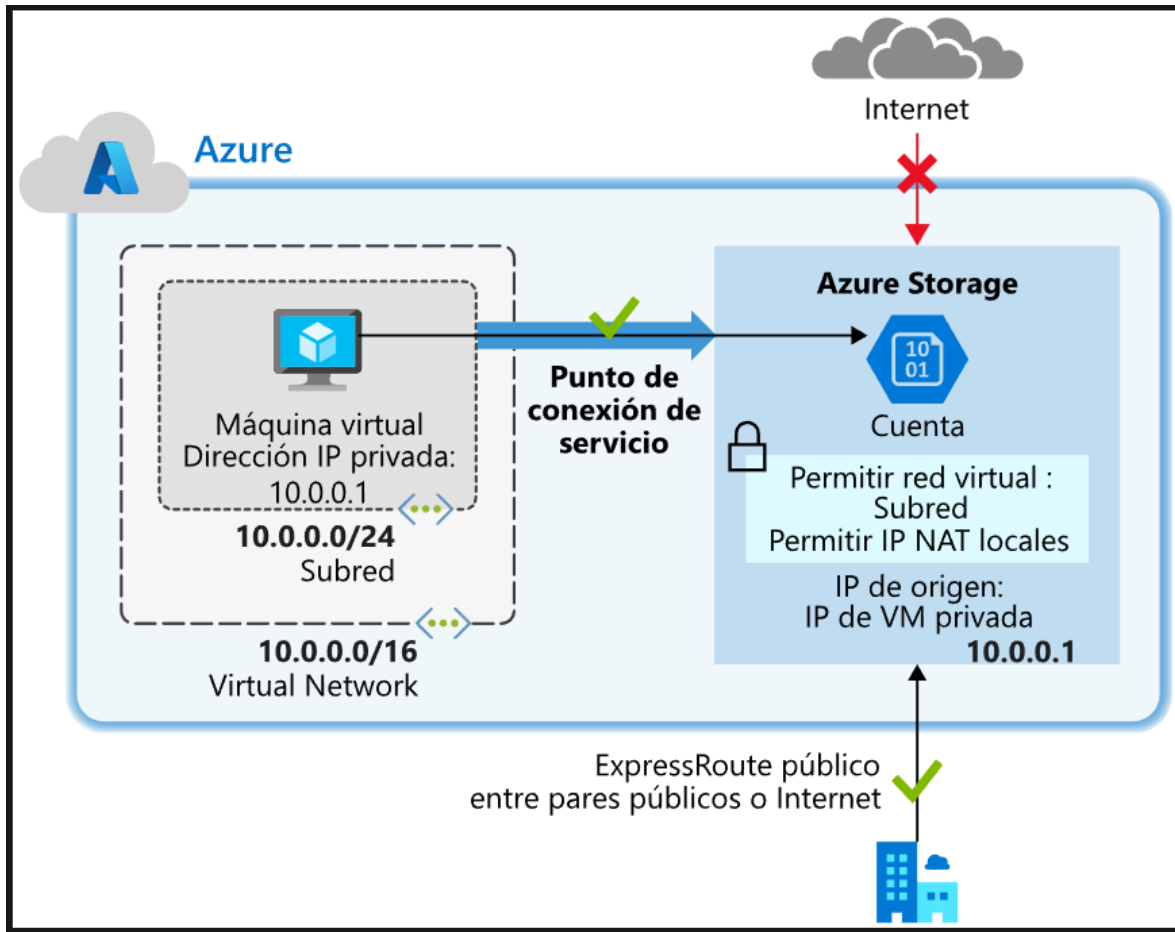 Internet
Azure
Azure Storage
10
01
Cuenta
Punto de
conexión de
servicio
Máquina virtual
Dirección IP privada:
10.0.0.1
10.0.0.0/24
Subred
10.0.0.0/16
Virtual Network
Permitir red virtual :
Subred
Permitir IP NAT locales
IP de origen:
IP de VM privada
10.0.0.1
ExpressRoute público
entre pares públicos o Internet